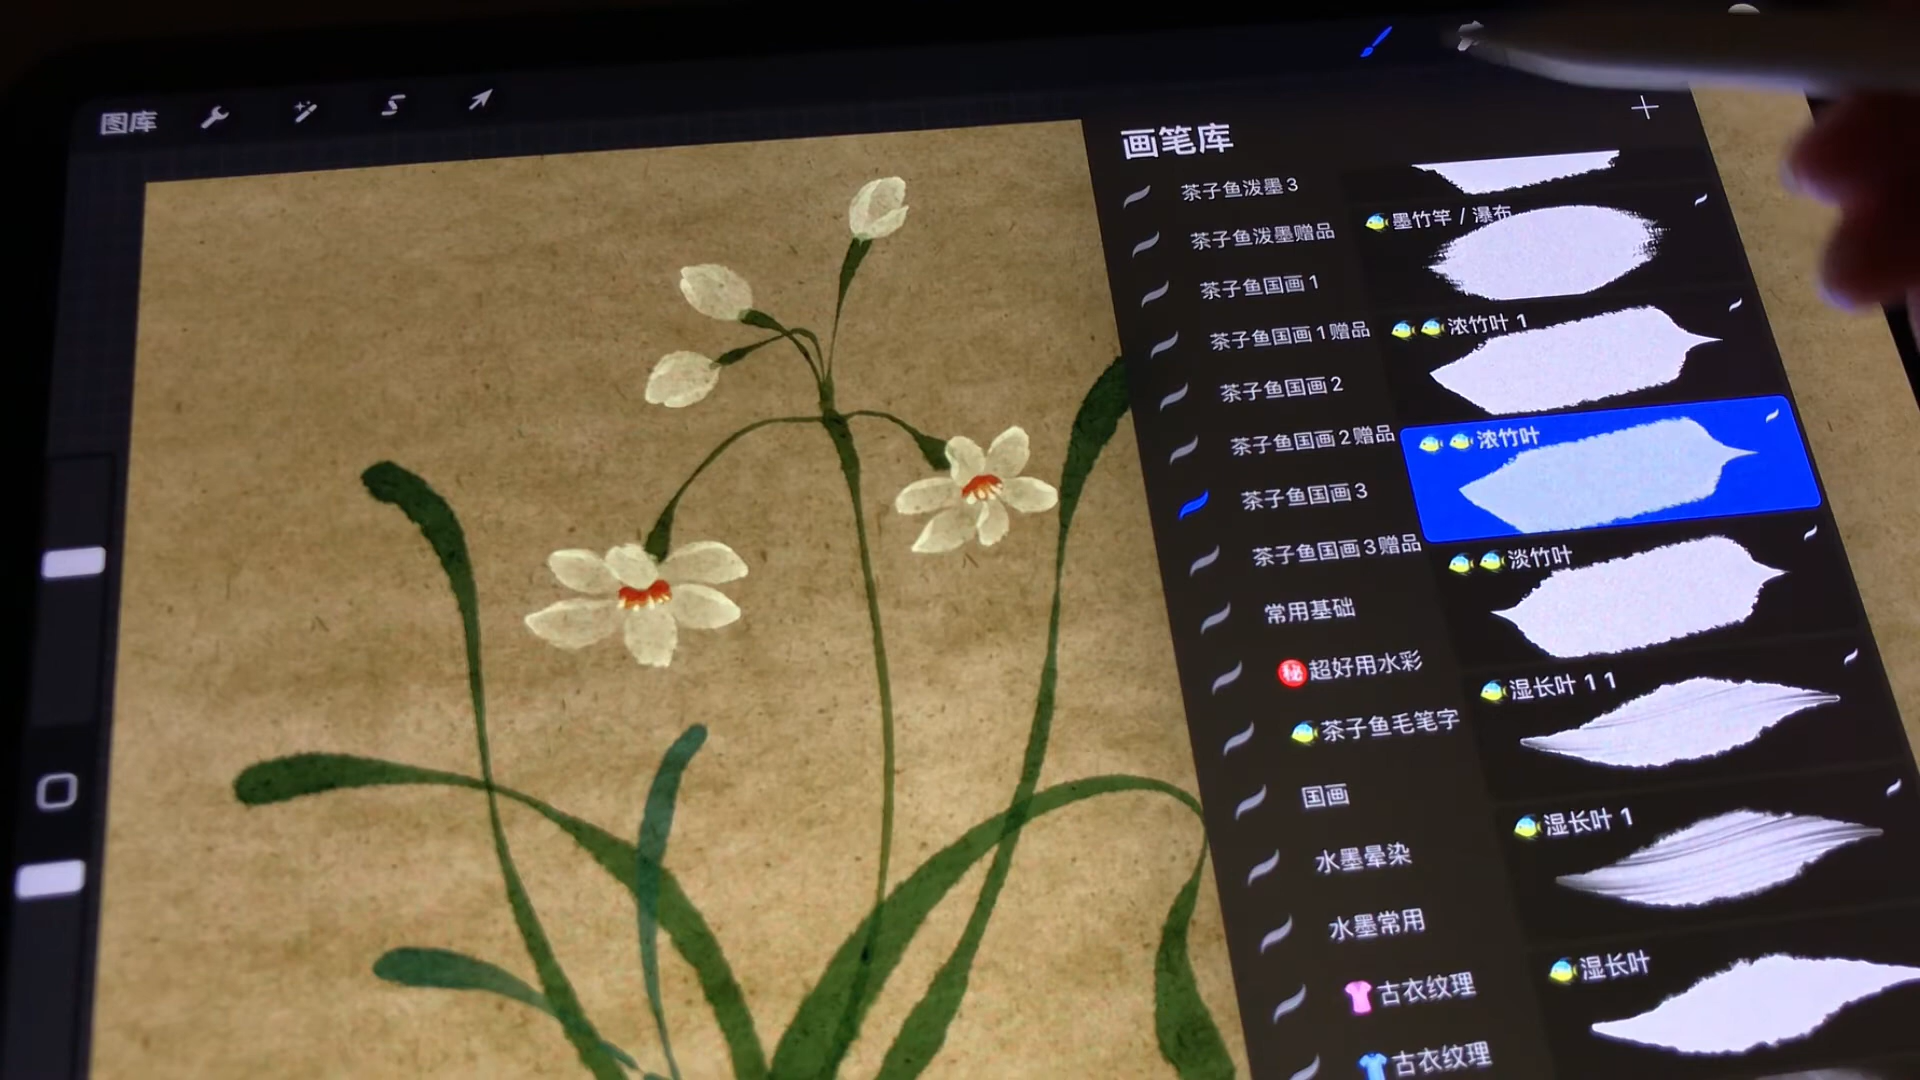 图库
画笔库
茶子鱼泼墨3
茶子鱼泼墨赠品
茶子鱼国画1
茶子鱼国画1赠品
茶子鱼国画2
茶子鱼国画2赠品
茶子鱼国画3
茶子鱼国画3赠品
常用基础
秘超好用水彩
茶子鱼毛笔字
国画
水墨晕染
水墨常用
古衣纹理
古衣纹理
墨竹竿 / 瀑布
浓竹叶 1
浓竹叶
淡竹叶
湿长叶 1 1
湿长叶 1
湿长叶